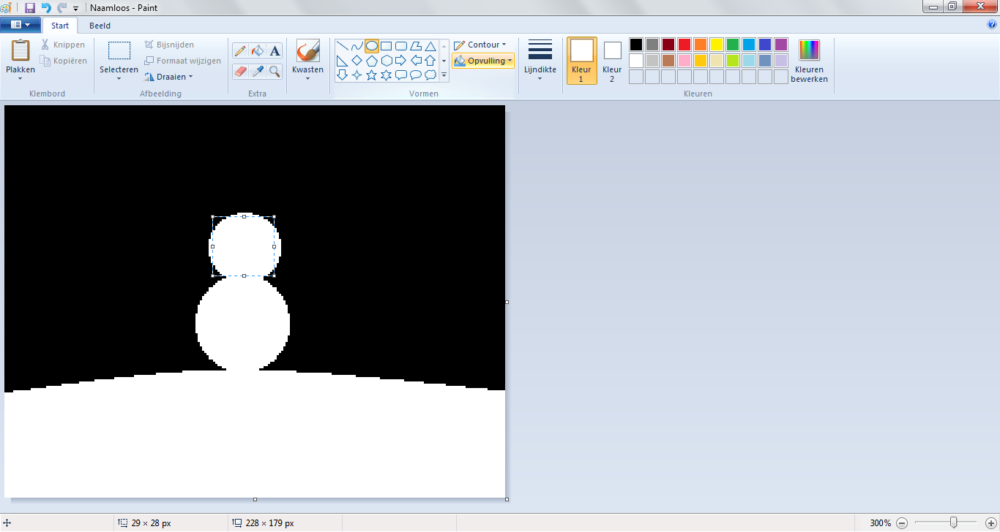 Naamloos - Paint
Start Beeld
Plakken
Knippen
Kopiëren
Klembord
Selecteren
Bijsnijden
Formaat wijzigen
Draaien
Afbeelding
A
Extra
Kwasten
Contour
Opvulling
Vormen
Lijndikte
Kleur 1
Kleur 2
Kleuren bewerken
Kleuren
29 × 28 px 228 × 179 px 300%